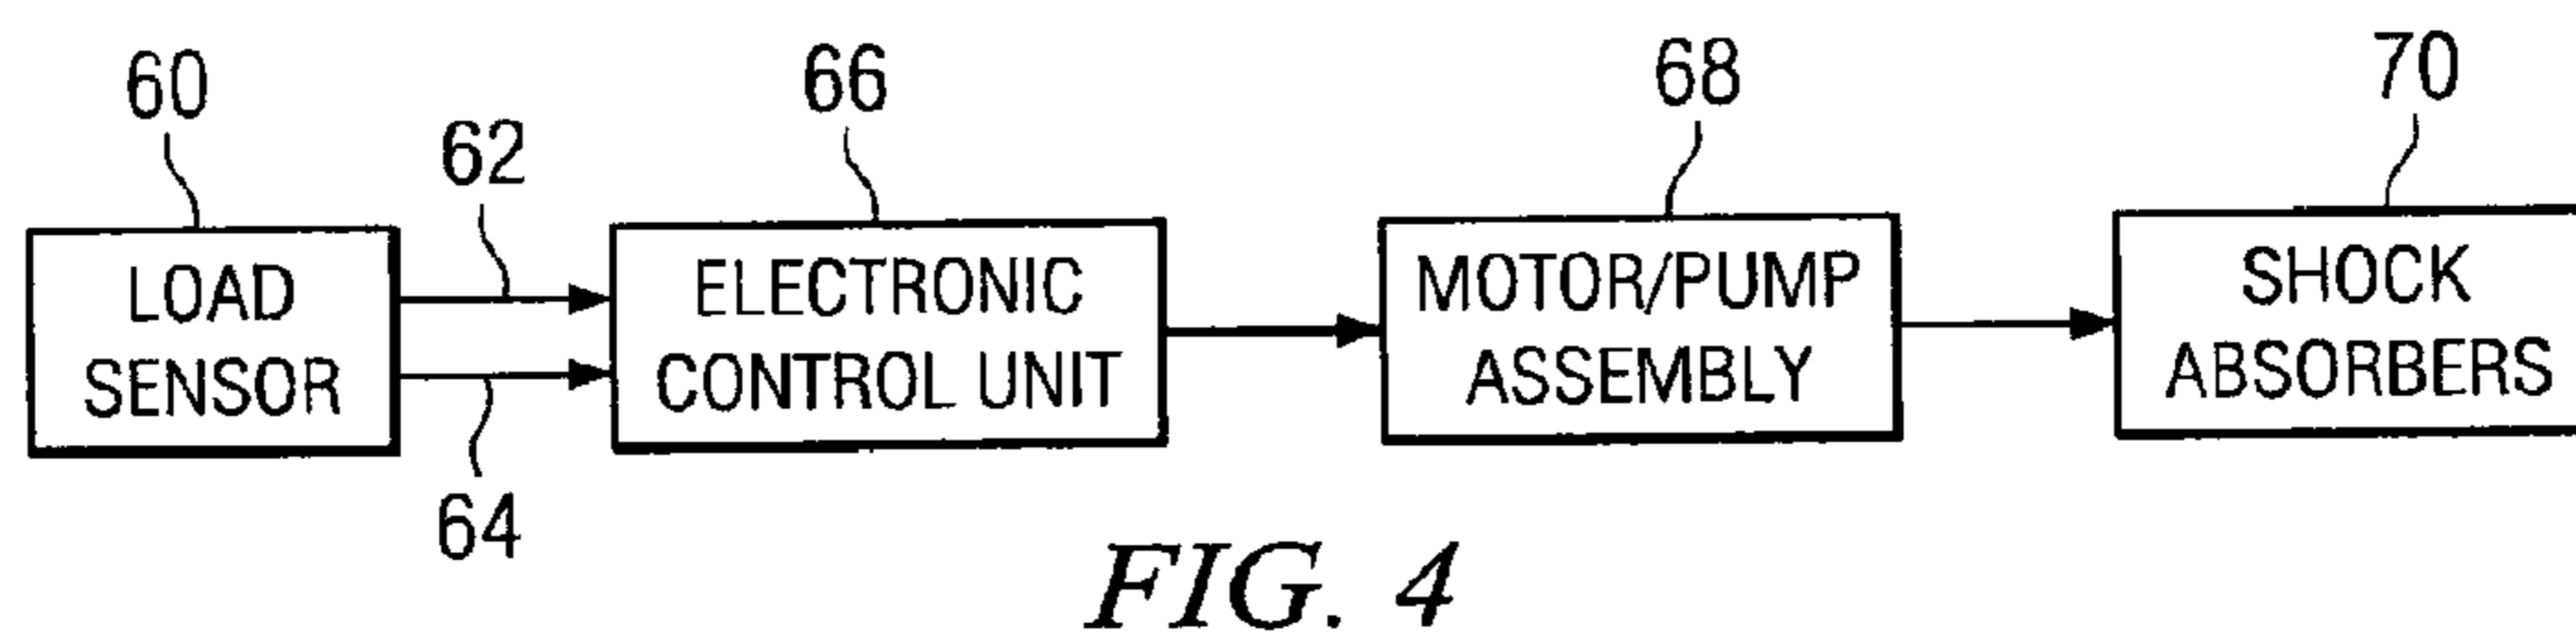 60
62
66
68
70
LOAD
SENSOR
ELECTRONIC
CONTROL UNIT
MOTOR/PUMP
ASSEMBLY
SHOCK
ABSORBERS
64
FIG. 4